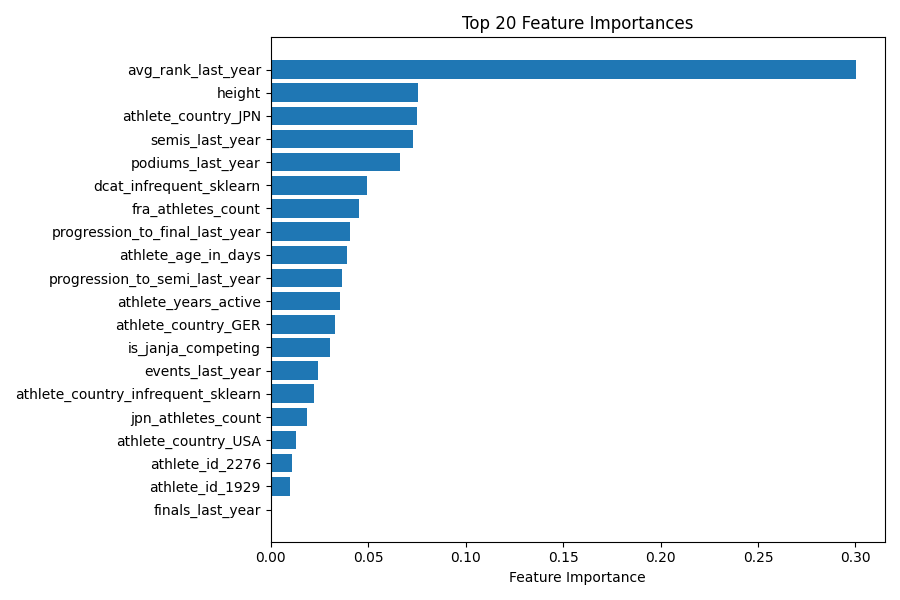 Top 20 Feature Importances
avg_rank_last_year
height
athlete_country_JPN
semis_last_year
podiums_last_year
dcat_infrequent_sklearn
fra_athletes_count
progression_to_final_last_year
athlete_age_in_days
progression_to_semi_last_year
athlete_years_active
athlete_country_GER
is_janja_competing
events_last_year
athlete_country_infrequent_sklearn
jpn_athletes_count
athlete_country_USA
athlete_id_2276
athlete_id_1929
finals_last_year
0.00 0.05 0.10 0.15 0.20 0.25 0.30
Feature Importance